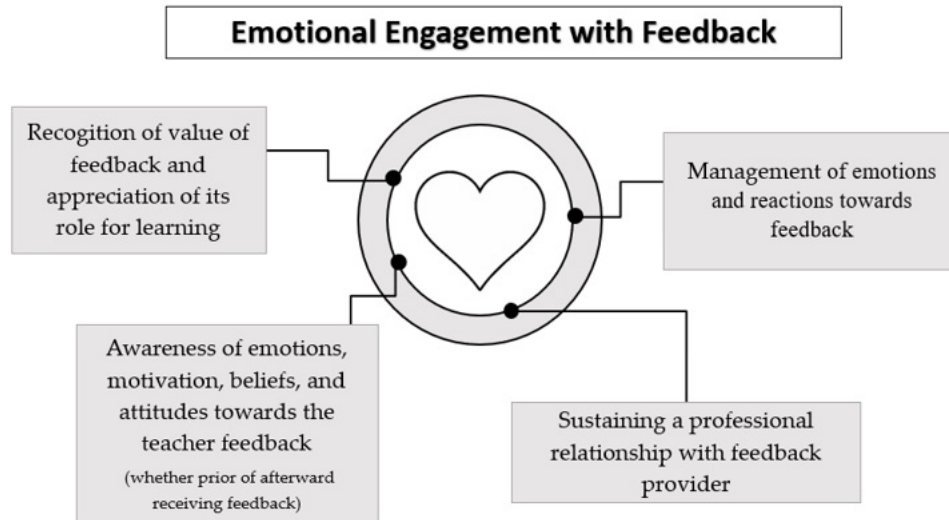 Emotional Engagement with Feedback
Recogition of value of
feedback and
appreciation of its
role for learning
Management of emotions
and reactions towards
feedback
Awareness of emotions,
motivation, beliefs, and
attitudes towards the
teacher feedback
(whether prior of afterward
receiving feedback)
Sustaining a professional
relationship with feedback
provider